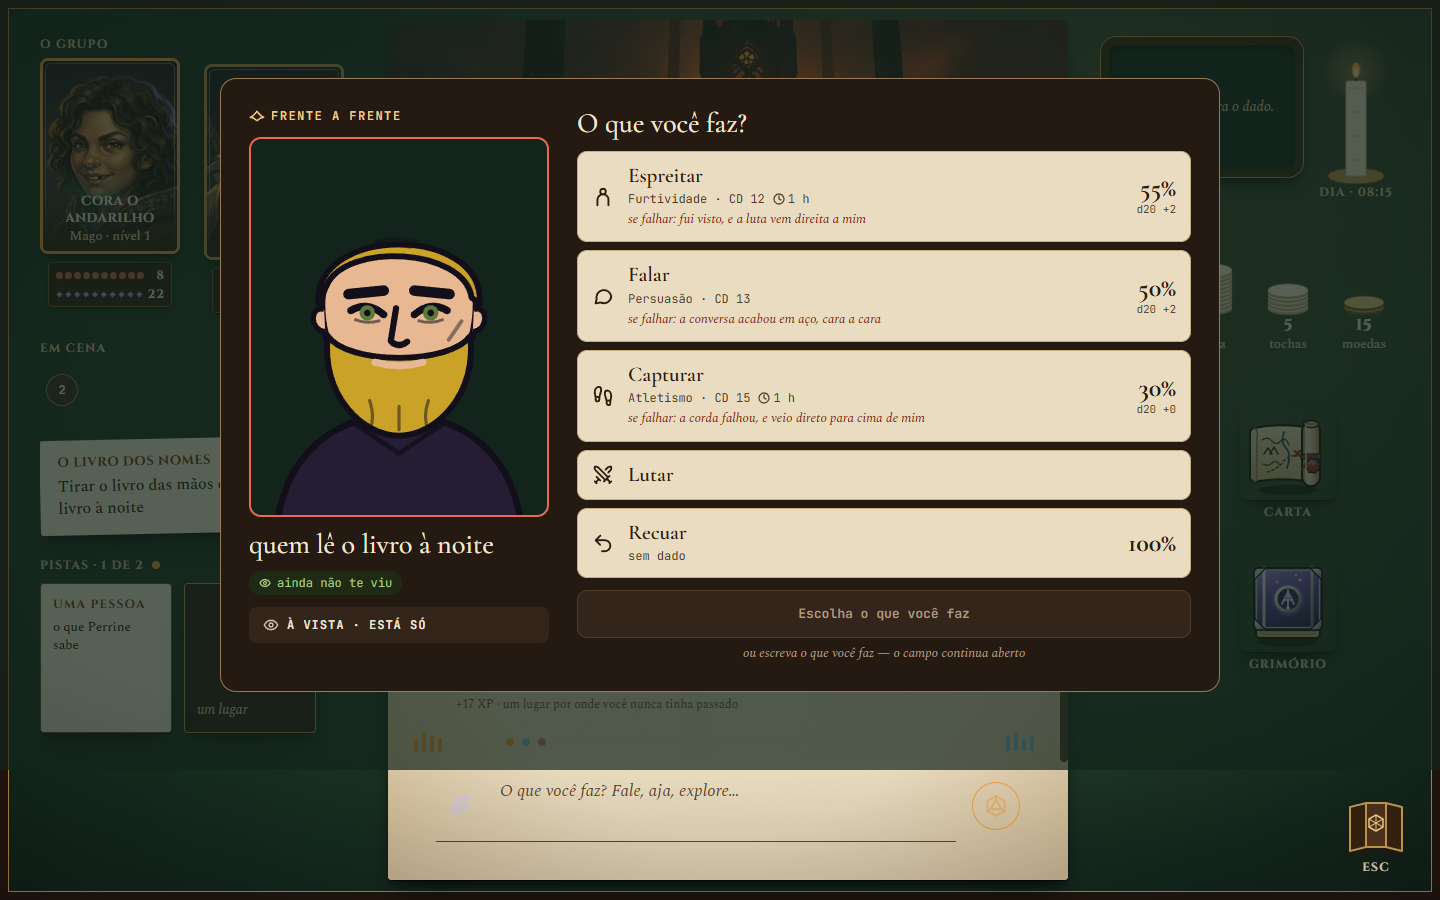 O GRUPO
CORA O
ANDARILHO
Mago · nível 1
8
22
EM CENA
2
O LIVRO DOS NOMES
Tirar o livro das mãos
livro à noite
PISTAS · 1 DE 2
UMA PESSOA
o que Perrine
sabe
um lugar
FRENTE A FRENTE
quem lê o livro à noite
ainda não te viu
À VISTA · ESTÁ SÓ
O que você faz?
Espreitar
Furtividade · CD 12 1 h
se falhar: fui visto, e a luta vem direita a mim
55%
d20 +2
Falar
Persuasão · CD 13
se falhar: a conversa acabou em aço, cara a cara
50%
d20 +2
Capturar
Atletismo · CD 15 1 h
se falhar: a corda falhou, e veio direto para cima de mim
30%
d20 +0
Lutar
Recuar
sem dado
100%
Escolha o que você faz
ou escreva o que você faz — o campo continua aberto
+17 XP · um lugar por onde você nunca tinha passado
O que você faz? Fale, aja, explore...
o dado.
DIA · 08:15
5
tochas
15
moedas
CARTA
GRIMÓRIO
ESC